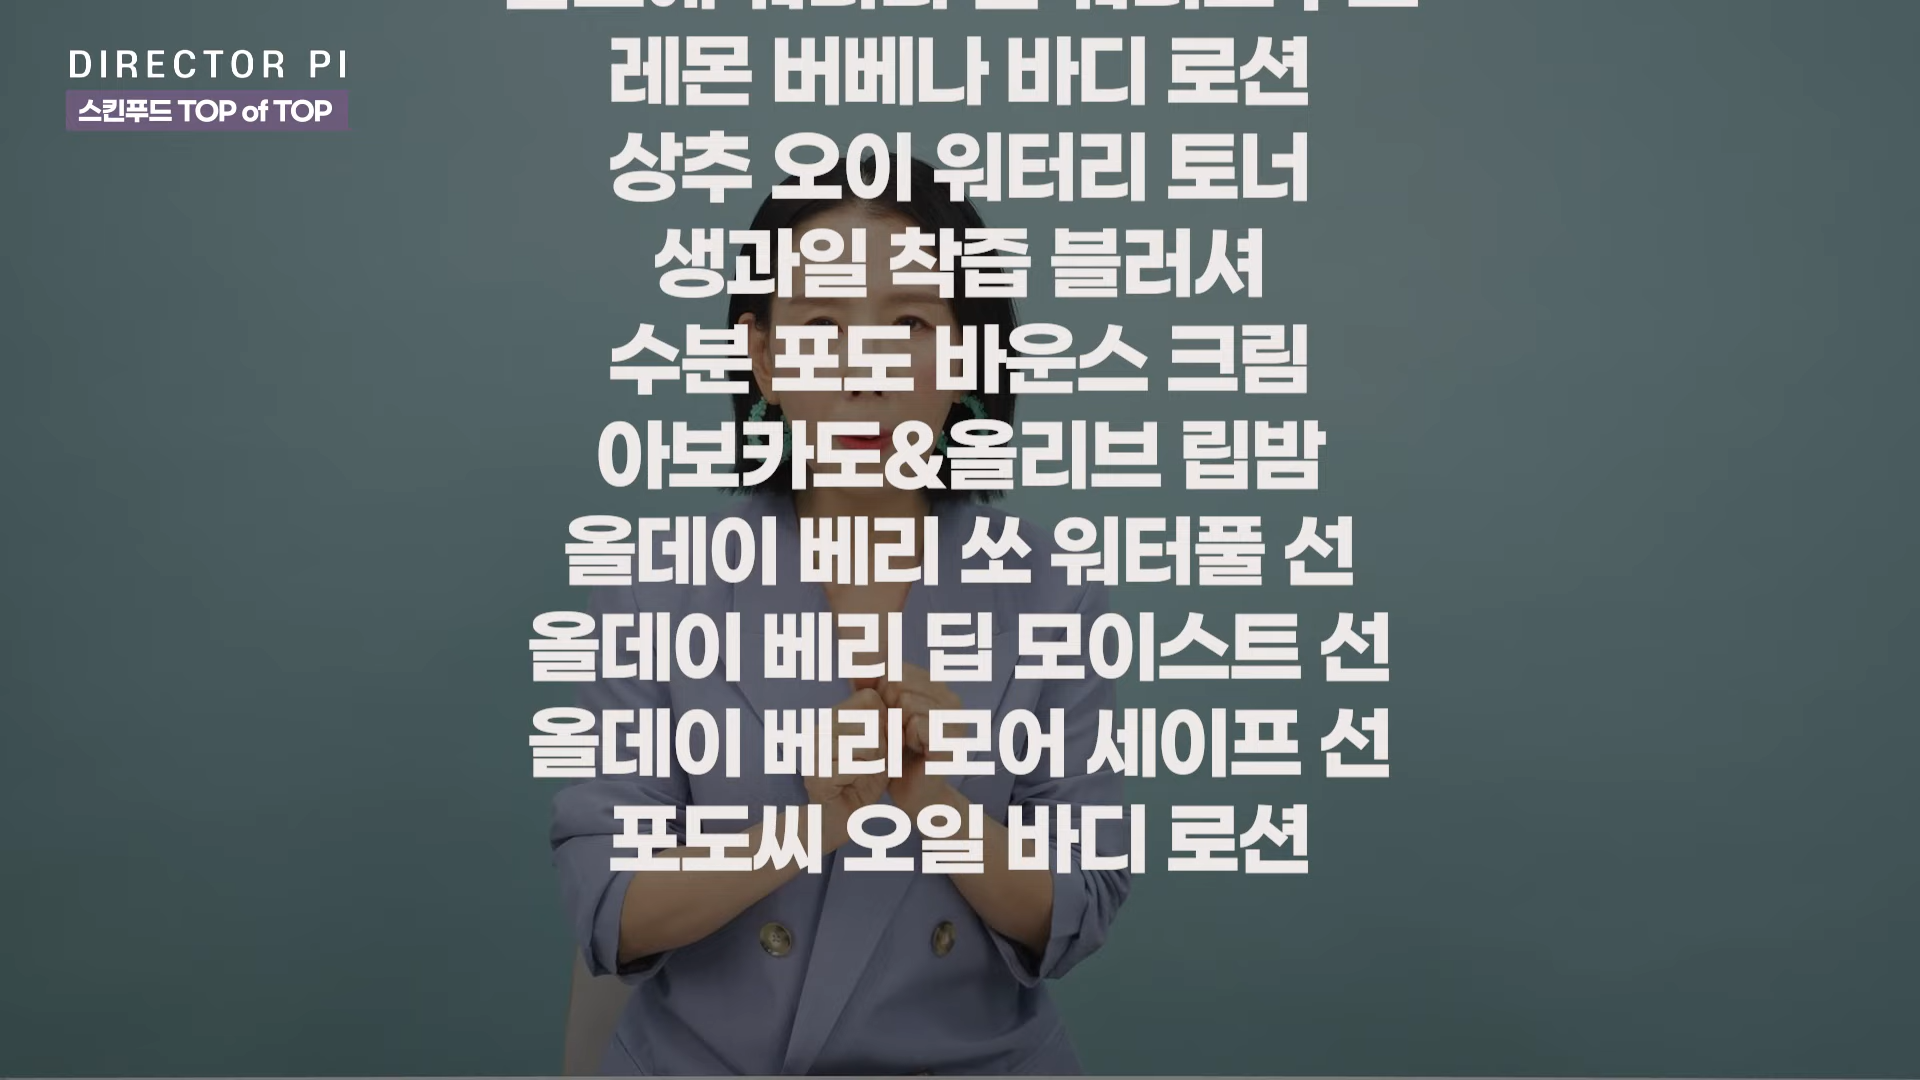 DIRECTOR PI
스킨푸드 TOP of TOP
레몬 버베나 바디 로션
상추 오이 워터리 토너
생과일 착즙 블러셔
수분 포도 바운스 크림
아보카도&올리브 립밤
올데이 베리 쏘 워터풀 선
올데이 베리 딥 모이스트 선
올데이 베리 모어 세이프 선
포도씨 오일 바디 로션